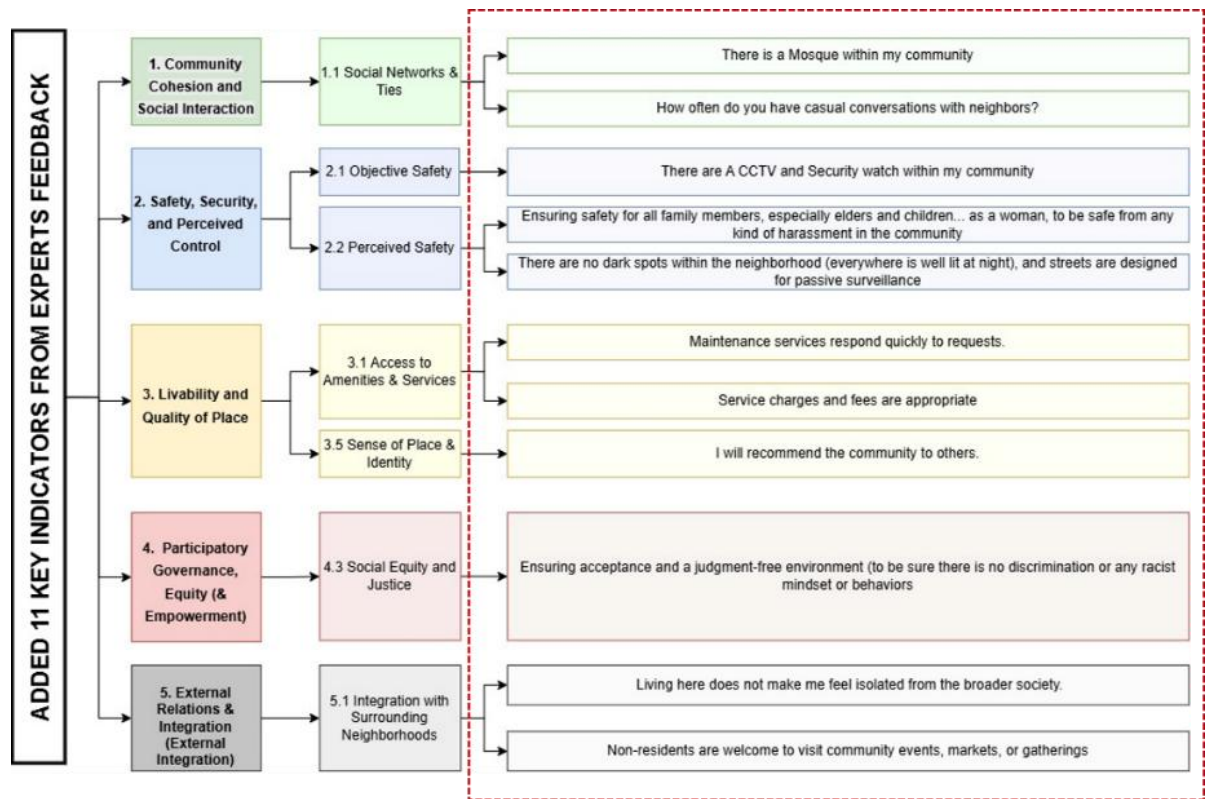 ADDED 11 KEY INDICATORS FROM EXPERTS FEEDBACK
1. Community
Cohesion and
Social Interaction
1.1 Social Networks &
Ties
There is a Mosque within my community
How often do you have casual conversations with neighbors?
2. Safety, Security,
and Perceived
Control
2.1 Objective Safety
There are A CCTV and Security watch within my community
2.2 Perceived Safety
Ensuring safety for all family members, especially elders and children... as a woman, to be safe from any
kind of harassment in the community
There are no dark spots within the neighborhood (everywhere is well lit at night), and streets are designed
for passive surveillance
3. Livability and
Quality of Place
3.1 Access to
Amenities & Services
Maintenance services respond quickly to requests.
Service charges and fees are appropriate
3.5 Sense of Place &
Identity
I will recommend the community to others.
4. Participatory
Governance,
Equity (&
Empowerment)
4.3 Social Equity and
Justice
Ensuring acceptance and a judgment-free environment (to be sure there is no discrimination or any racist
mindset or behaviors
5. External
Relations &
Integration
(External
Integration)
5.1 Integration with
Surrounding
Neighborhoods
Living here does not make me feel isolated from the broader society.
Non-residents are welcome to visit community events, markets, or gatherings